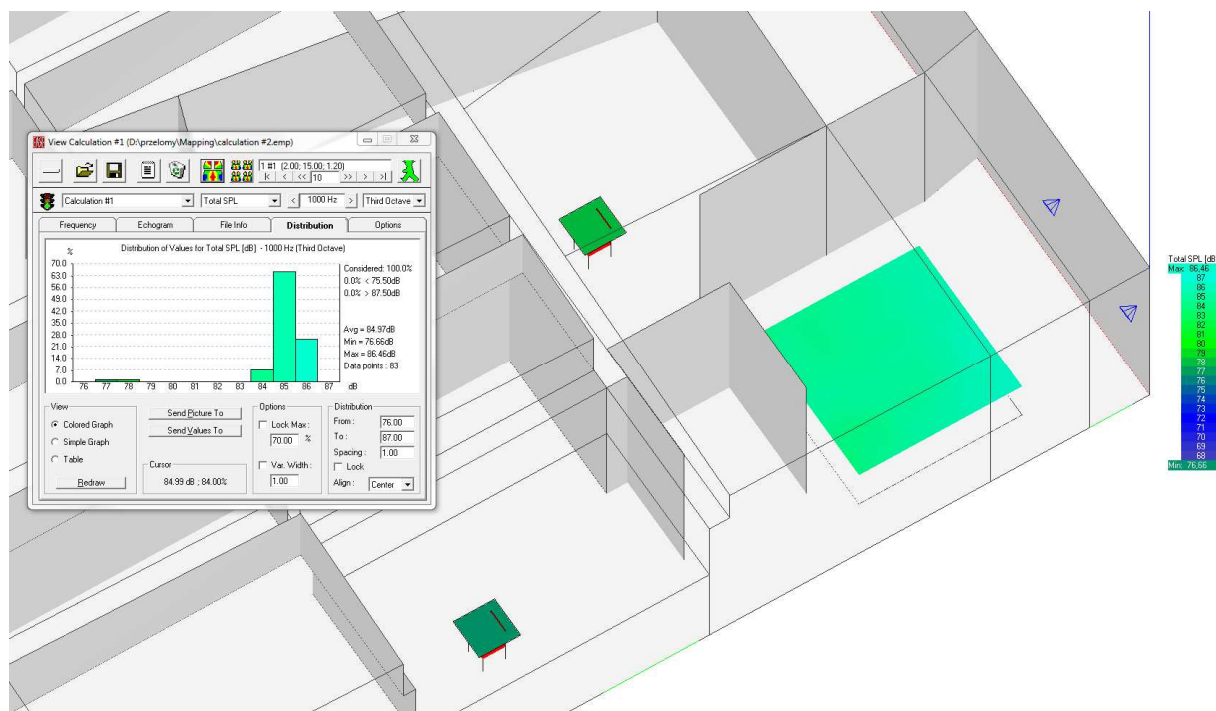 View Calculation #1 (D:\przelomy\Mapping\calculation #2.emp)
1 #1 (2.00; 15.00; 1.20)
|< < << 10 >> > >|
Calculation #1 Total SPL < 1000 Hz > Third Octave
Frequency Echogram File Info Distribution Options
Distribution of Values for Total SPL [dB] - 1000 Hz (Third Octave)
%
70.0
63.0
56.0
49.0
42.0
35.0
28.0
21.0
14.0
7.0
0.0
76 77 78 79 80 81 82 83 84 85 86 87 dB
Considered: 100.0%
0.0% < 75.50dB
0.0% > 87.50dB
Avg = 84.97dB
Min = 76.66dB
Max = 86.46dB
Data points : 83
View
Colored Graph
Simple Graph
Table
Redraw
Send Picture To
Send Values To
Cursor
84.99 dB ; 84.00%
Options
Lock Max :
70.00 %
Var. Width :
1.00
Distribution
From : 76.00
To : 87.00
Spacing : 1.00
Lock
Align : Center
Total SPL [dB
Max: 86,46
87
86
85
84
83
82
81
80
79
78
77
76
75
74
73
72
71
70
69
68
Min: 76,66